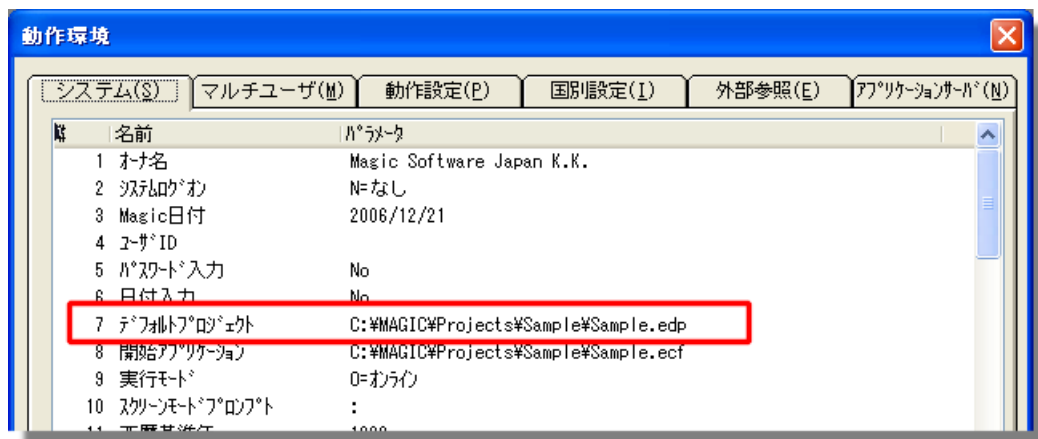 動作環境
システム(S) マルチユーザ(M) 動作設定(P) 国別設定(I) 外部参照(E) アプリケーションサーバ(N)
# 名前 パラメータ
1 オーナ名 Magic Software Japan K.K.
2 システムログオン N=なし
3 Magic日付 2006/12/21
4 ユーザID
5 パスワード入力 No
6 日付入力 No
7 デフォルトプロジェクト C:¥MAGIC¥Projects¥Sample¥Sample.edp
8 開始アプリケーション C:¥MAGIC¥Projects¥Sample¥Sample.ecf
9 実行モード O=オンライン
10 スクリーンモードプロンプト :
11 西暦基準年